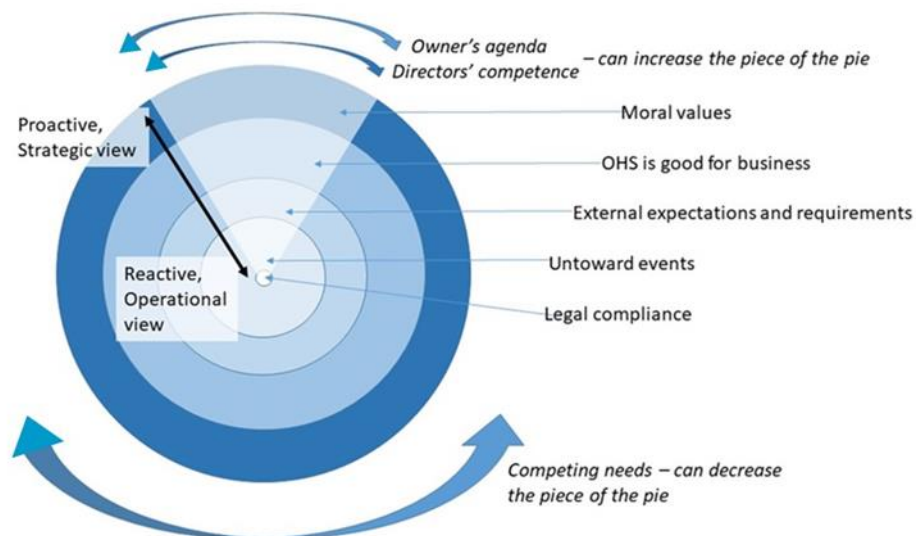 Owner's agenda
Directors' competence – can increase the piece of the pie
Moral values
Proactive,
Strategic view
OHS is good for business
External expectations and requirements
Untoward events
Reactive,
Operational
view
Legal compliance
Competing needs – can decrease
the piece of the pie